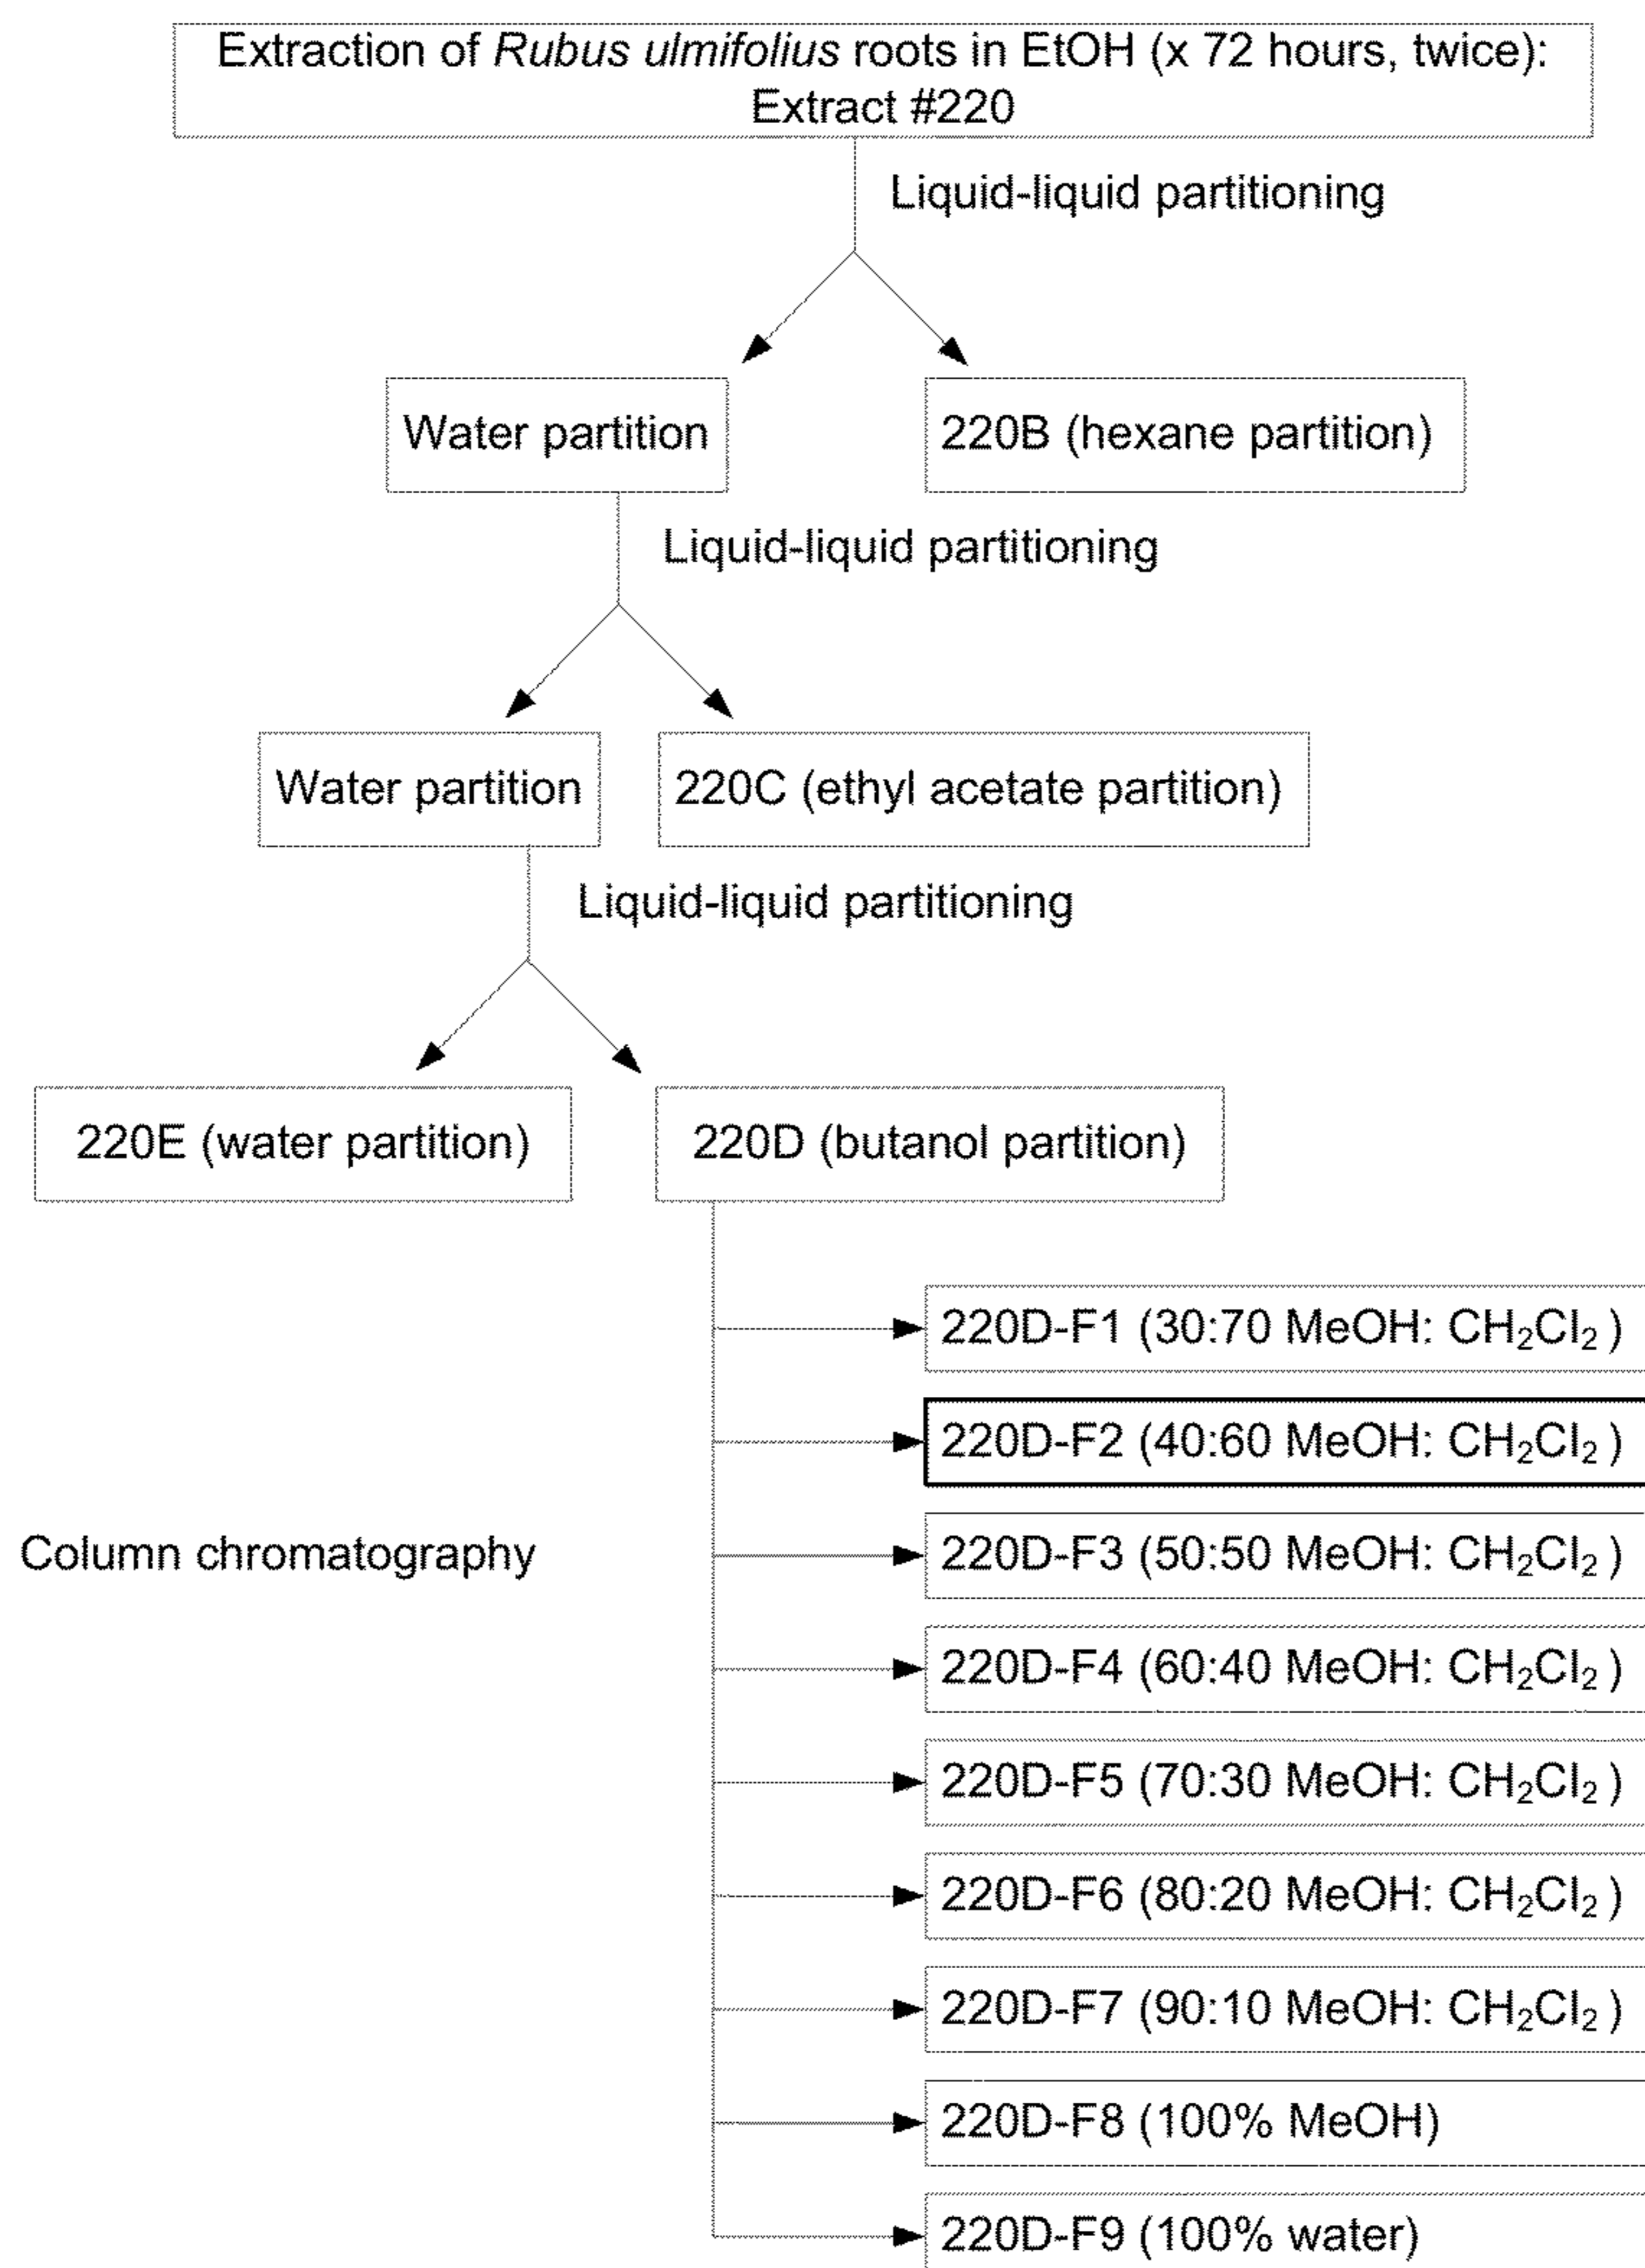 Extraction of Rubus ulmifolius roots in EtOH (x 72 hours, twice):
Extract #220
Liquid-liquid partitioning
Water partition
220B (hexane partition)
Liquid-liquid partitioning
Water partition
220C (ethyl acetate partition)
Liquid-liquid partitioning
220E (water partition)
220D (butanol partition)
220D-F1 (30:70 MeOH: CH₂Cl₂ )
220D-F2 (40:60 MeOH: CH₂Cl₂ )
Column chromatography
220D-F3 (50:50 MeOH: CH₂Cl₂ )
220D-F4 (60:40 MeOH: CH₂Cl₂ )
220D-F5 (70:30 MeOH: CH₂Cl₂ )
220D-F6 (80:20 MeOH: CH₂Cl₂ )
220D-F7 (90:10 MeOH: CH₂Cl₂ )
220D-F8 (100% MeOH)
220D-F9 (100% water)